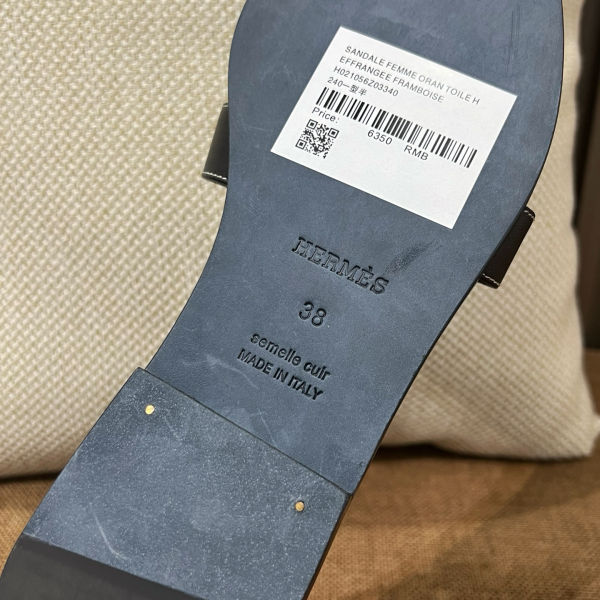 SANDALE FEMME ORAN TOILE H
EFFRANGEE FRAMBOISE
H021056Z03340
240一型半
Price: 6350 RMB
HERMÈS
38
semelle cuir
MADE IN ITALY